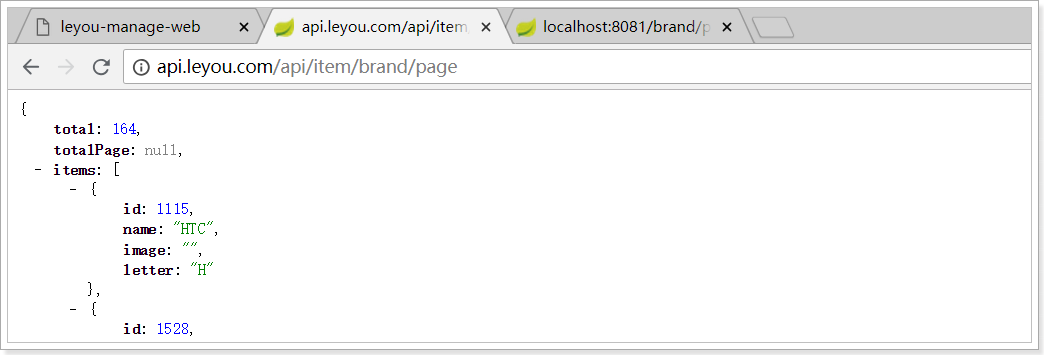 leyou-manage-web
api.leyou.com/api/item
localhost:8081/brand/p
api.leyou.com/api/item/brand/page
{
total: 164,
totalPage: null,
- items: [
- {
id: 1115,
name: "HTC",
image: "",
letter: "H"
},
- {
id: 1528,